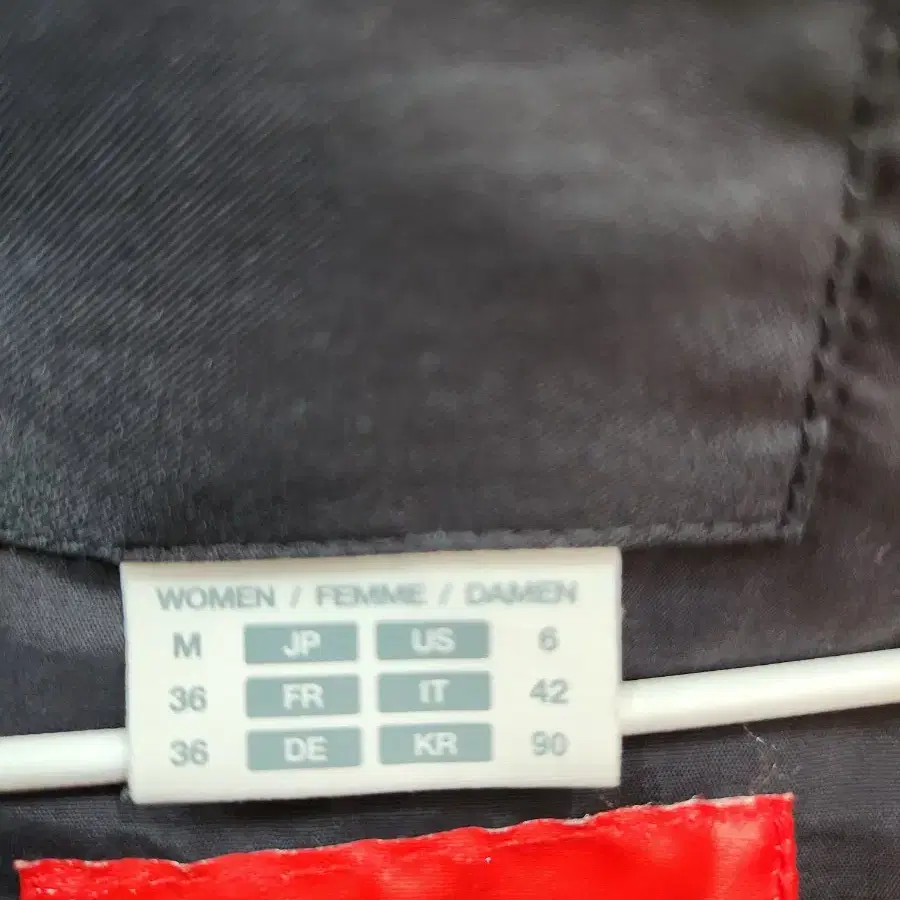 WOMEN / FEMME / DAMEN
M JP US 6
36 FR IT 42
36 DE KR 90